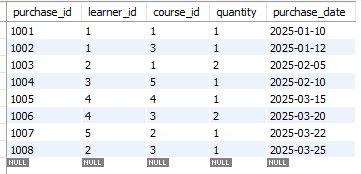 purchase_id learner_id course_id quantity purchase_date
1001 1 1 1 2025-01-10
1002 1 3 1 2025-01-12
1003 2 1 2 2025-02-05
1004 3 5 1 2025-02-10
1005 4 4 1 2025-03-15
1006 4 3 2 2025-03-20
1007 5 2 1 2025-03-22
1008 2 3 1 2025-03-25
NULL NULL NULL NULL NULL